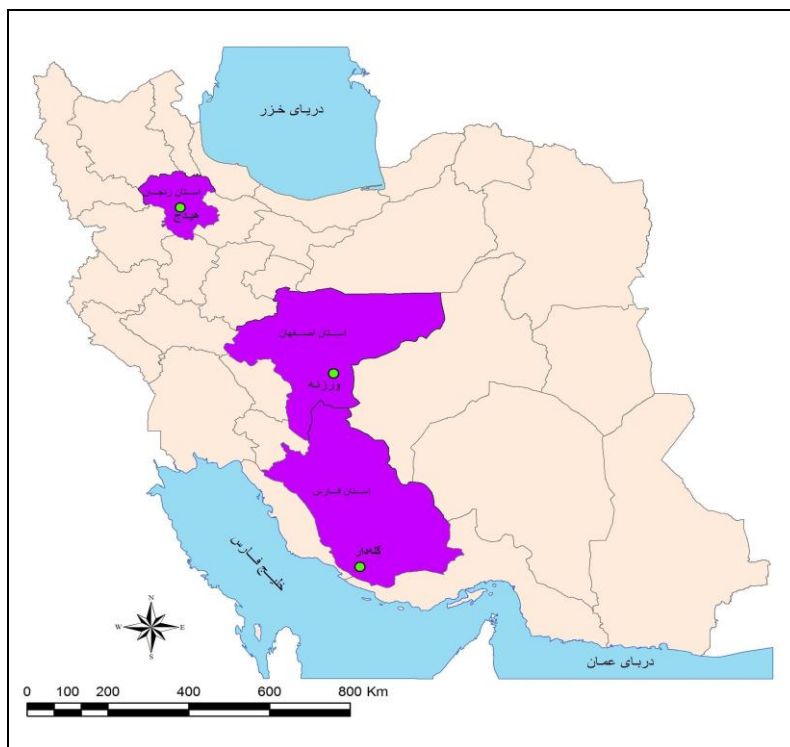 دریای خزر
استان زنجان
هیدج
استان اصفهان
ورزنه
استان فارس
گله‌دار
خلیج فارس
دریای عمان
N
W E
S
0 100 200 400 600 800 Km